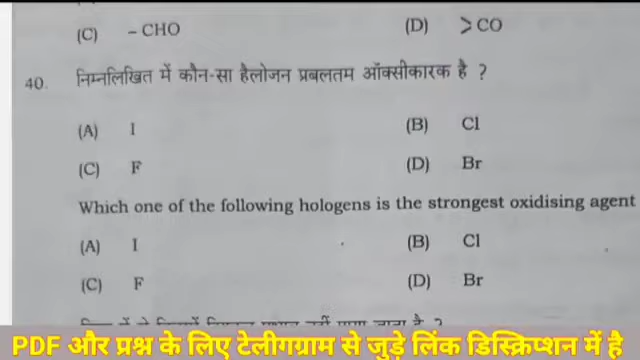 (C) – CHO (D) >CO
40. निम्नलिखित में कौन-सा हैलोजन प्रबलतम ऑक्सीकारक है ?
(A) I (B) Cl
(C) F (D) Br
Which one of the following hologens is the strongest oxidising agent
(A) I (B) Cl
(C) F (D) Br
PDF और प्रश्न के लिए टेलीगग्राम से जुड़े लिंक डिस्क्रिप्शन में है